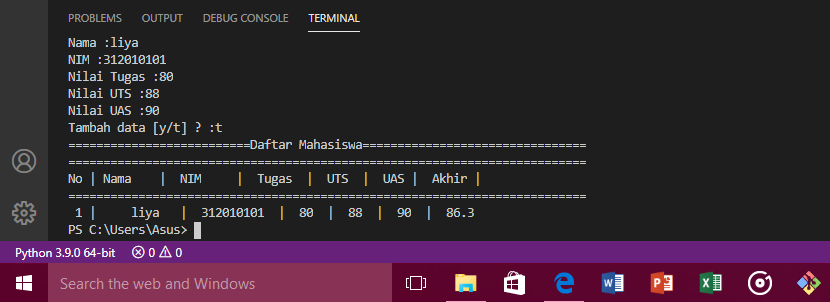 PROBLEMS OUTPUT DEBUG CONSOLE TERMINAL
Nama :liya
NIM :312010101
Nilai Tugas :80
Nilai UTS :88
Nilai UAS :90
Tambah data [y/t] ? :t
==========================Daftar Mahasiswa================================
==========================================================================
No | Nama    |  NIM     |  Tugas  |  UTS  |  UAS |  Akhir |
==========================================================================
 1 |     liya   |  312010101  |  80  |  88  |  90  |  86.3
PS C:\Users\Asus>
Python 3.9.0 64-bit 0 0
Search the web and Windows